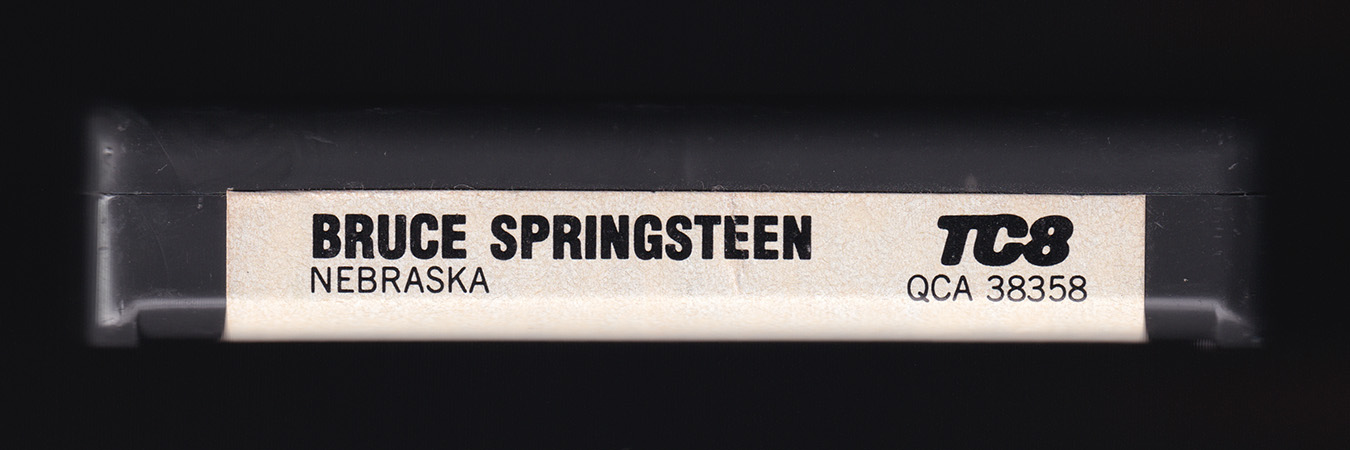 BRUCE SPRINGSTEEN
NEBRASKA
TC8
QCA 38358